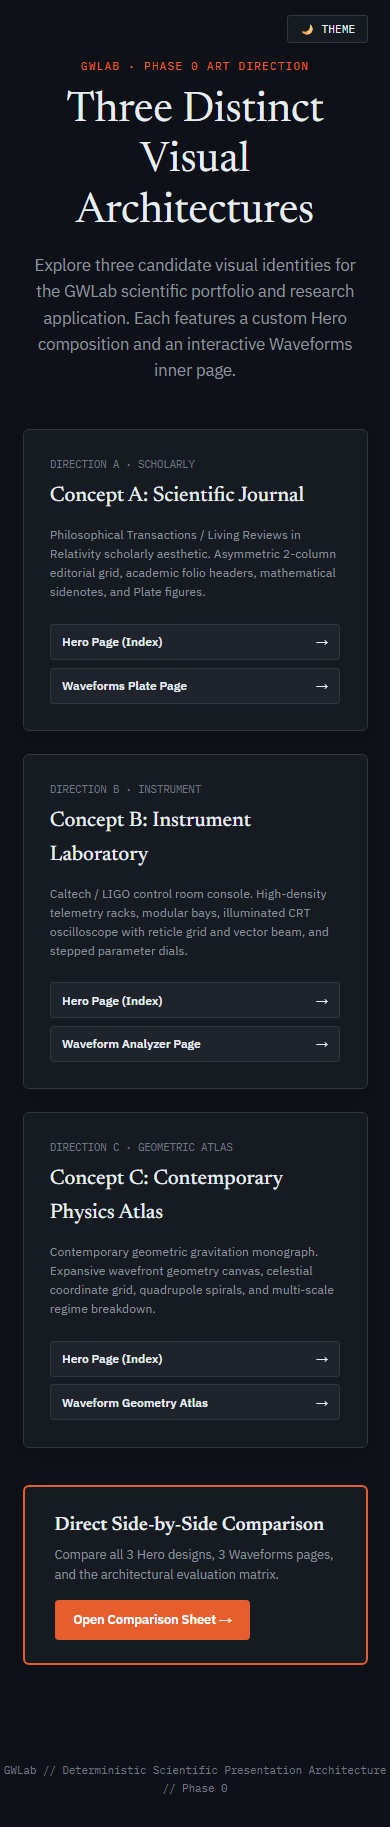 🌙 THEME
GWLAB · PHASE 0 ART DIRECTION
Three Distinct
Visual
Architectures
Explore three candidate visual identities for
the GWLab scientific portfolio and research
application. Each features a custom Hero
composition and an interactive Waveforms
inner page.
DIRECTION A · SCHOLARLY
Concept A: Scientific Journal
Philosophical Transactions / Living Reviews in
Relativity scholarly aesthetic. Asymmetric 2-column
editorial grid, academic folio headers, mathematical
sidenotes, and Plate figures.
Hero Page (Index) →
Waveforms Plate Page →
DIRECTION B · INSTRUMENT
Concept B: Instrument
Laboratory
Caltech / LIGO control room console. High-density
telemetry racks, modular bays, illuminated CRT
oscilloscope with reticle grid and vector beam, and
stepped parameter dials.
Hero Page (Index) →
Waveform Analyzer Page →
DIRECTION C · GEOMETRIC ATLAS
Concept C: Contemporary
Physics Atlas
Contemporary geometric gravitation monograph.
Expansive wavefront geometry canvas, celestial
coordinate grid, quadrupole spirals, and multi-scale
regime breakdown.
Hero Page (Index) →
Waveform Geometry Atlas →
Direct Side-by-Side Comparison
Compare all 3 Hero designs, 3 Waveforms pages,
and the architectural evaluation matrix.
Open Comparison Sheet →
GWLab // Deterministic Scientific Presentation Architecture
// Phase 0